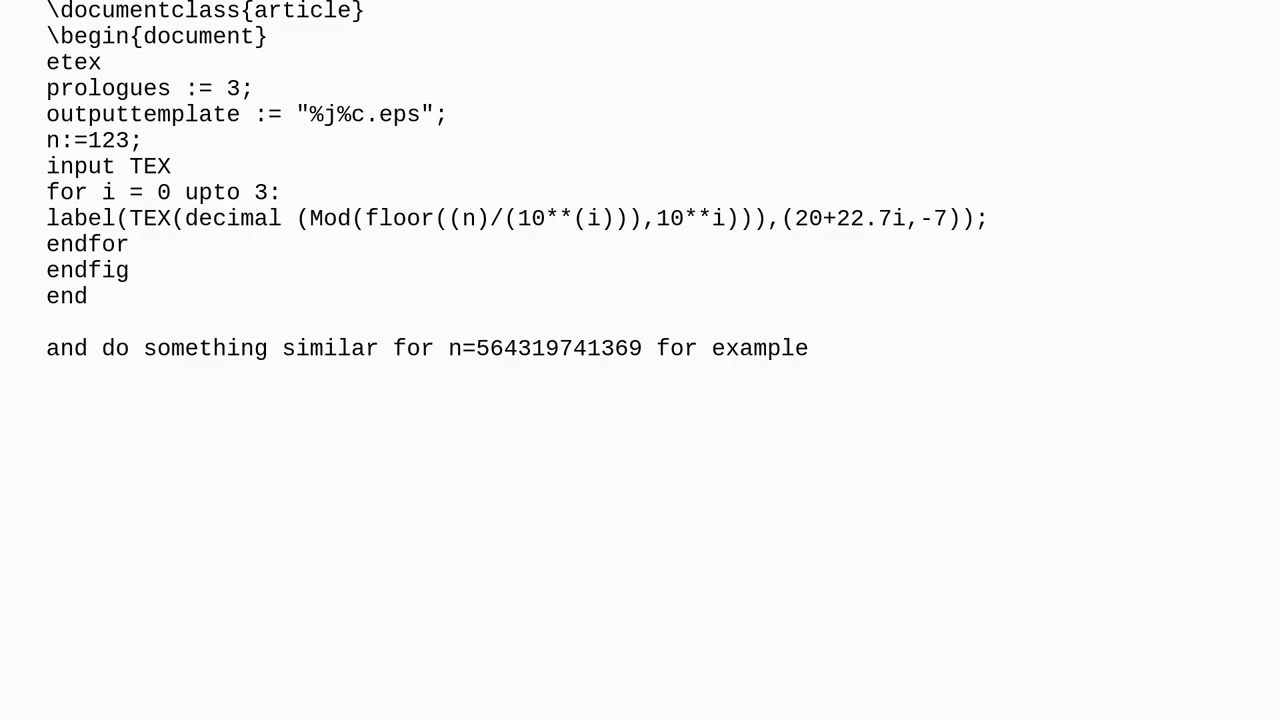 \documentclass{article}
\begin{document}
etex
prologues := 3;
outputtemplate := "%j%c.eps";
n:=123;
input TEX
for i = 0 upto 3:
label(TEX(decimal (Mod(floor((n)/(10**(i))),10**i))),(20+22.7i,-7));
endfor
endfig
end

and do something similar for n=564319741369 for example